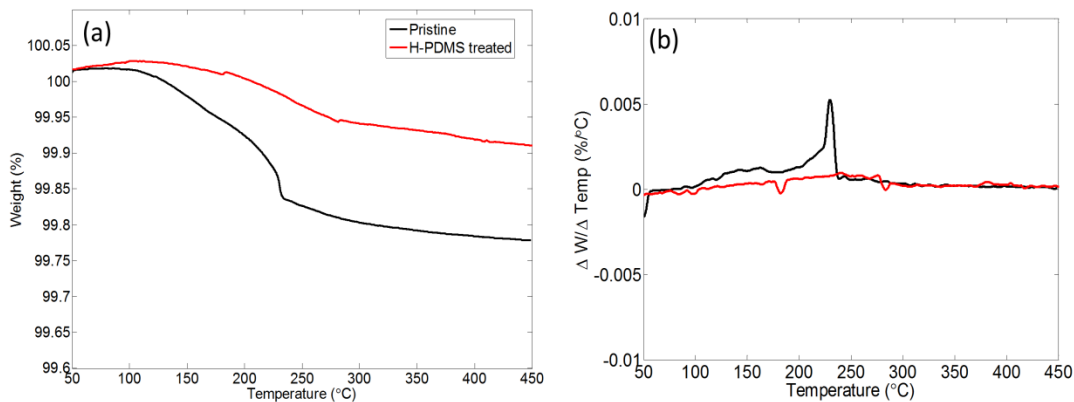 (a)
Pristine
H-PDMS treated
100.05
100
99.95
99.9
99.85
99.8
99.75
99.7
99.65
99.6
Weight (%)
50 100 150 200 250 300 350 400 450
Temperature (°C)
(b)
0.01
0.005
0
-0.005
-0.01
Δ W/Δ Temp (%/°C)
50 100 150 200 250 300 350 400 450
Temperature (°C)